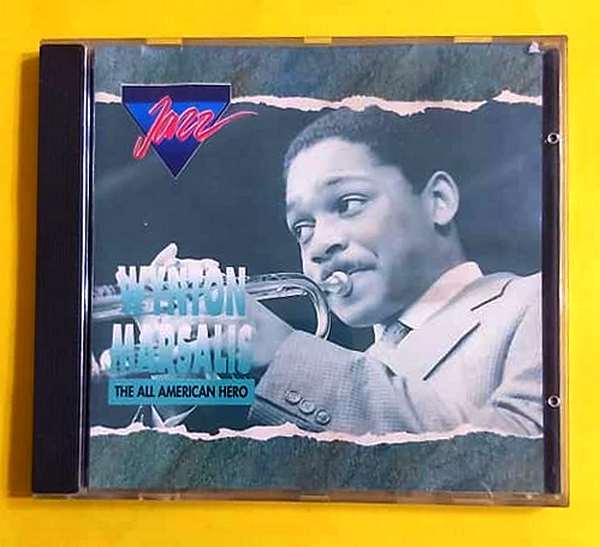 Jazz
WYNTON
MARSALIS
THE ALL AMERICAN HERO